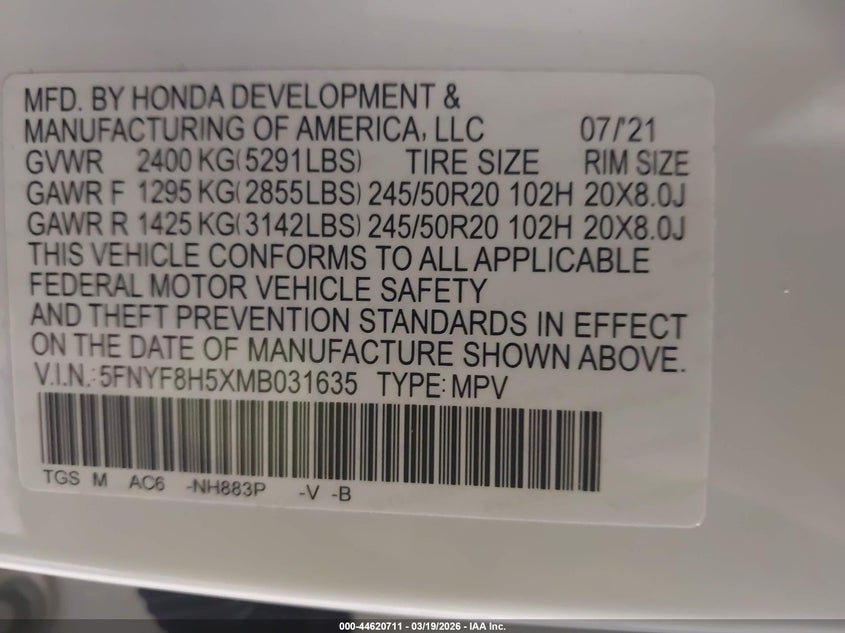 MFD. BY HONDA DEVELOPMENT &
MANUFACTURING OF AMERICA, LLC 07/'21
GVWR 2400 KG(5291LBS) TIRE SIZE RIM SIZE
GAWR F 1295 KG(2855LBS) 245/50R20 102H 20X8.0J
GAWR R 1425 KG(3142LBS) 245/50R20 102H 20X8.0J
THIS VEHICLE CONFORMS TO ALL APPLICABLE
FEDERAL MOTOR VEHICLE SAFETY
AND THEFT PREVENTION STANDARDS IN EFFECT
ON THE DATE OF MANUFACTURE SHOWN ABOVE.
V.I.N.:5FNYF8H5XMB031635 TYPE:MPV
TGS M AC6 -NH883P -V -B
000-44620711 - 03/19/2026 - IAA Inc.